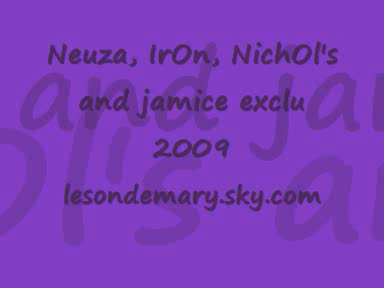 Neuza, IrOn, NichOl's
and jamice exclu
2009
lesondemary.sky.com